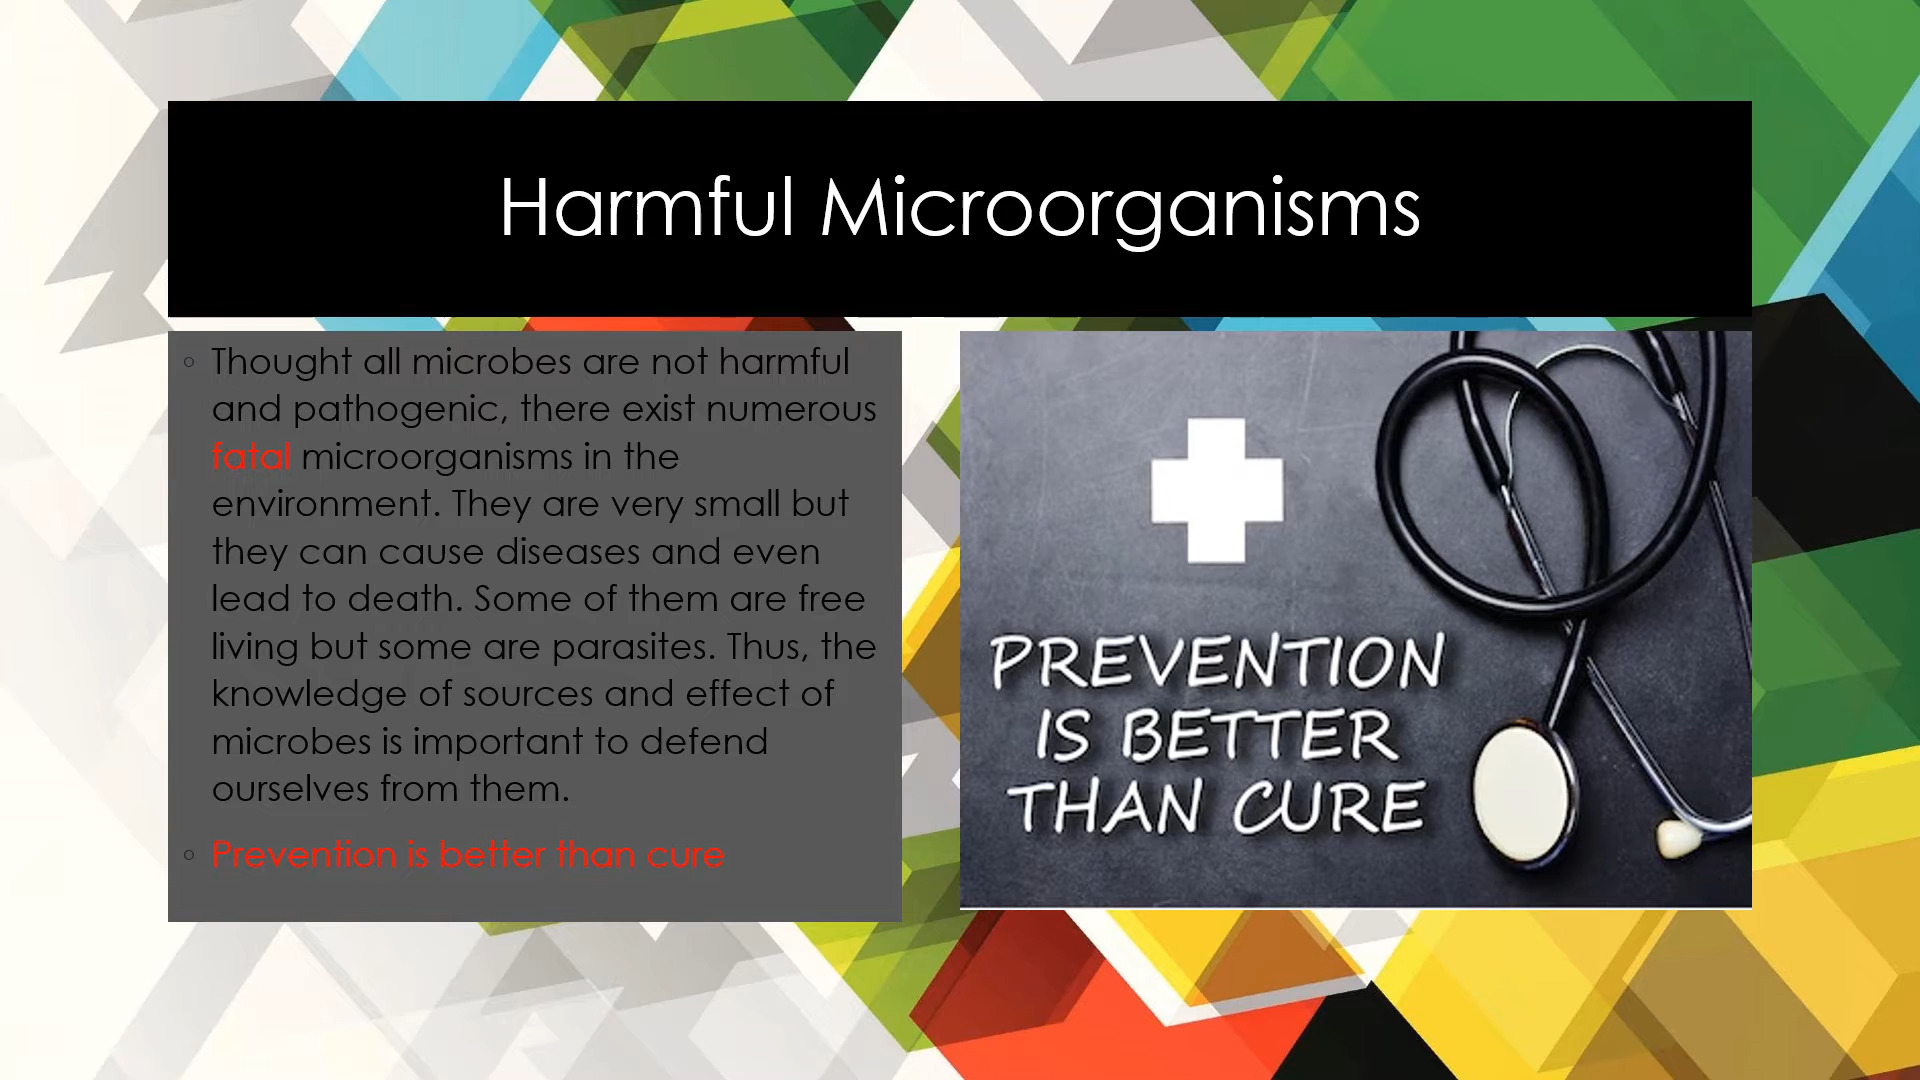 Harmful Microorganisms
Thought all microbes are not harmful
and pathogenic, there exist numerous
fatal microorganisms in the
environment. They are very small but
they can cause diseases and even
lead to death. Some of them are free
living but some are parasites. Thus, the
knowledge of sources and effect of
microbes is important to defend
ourselves from them.
Prevention is better than cure
PREVENTION
IS BETTER
THAN CURE